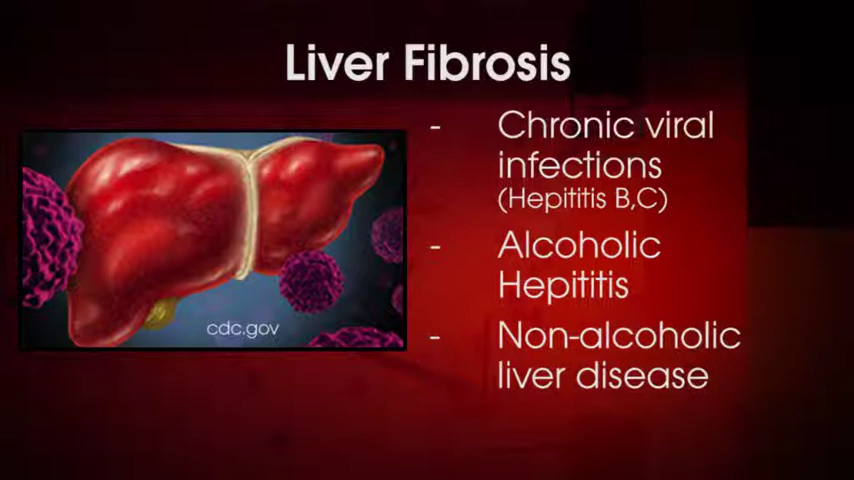 Liver Fibrosis
- Chronic viral
infections
(Hepititis B,C)
- Alcoholic
Hepititis
- Non-alcoholic
liver disease
cdc.gov